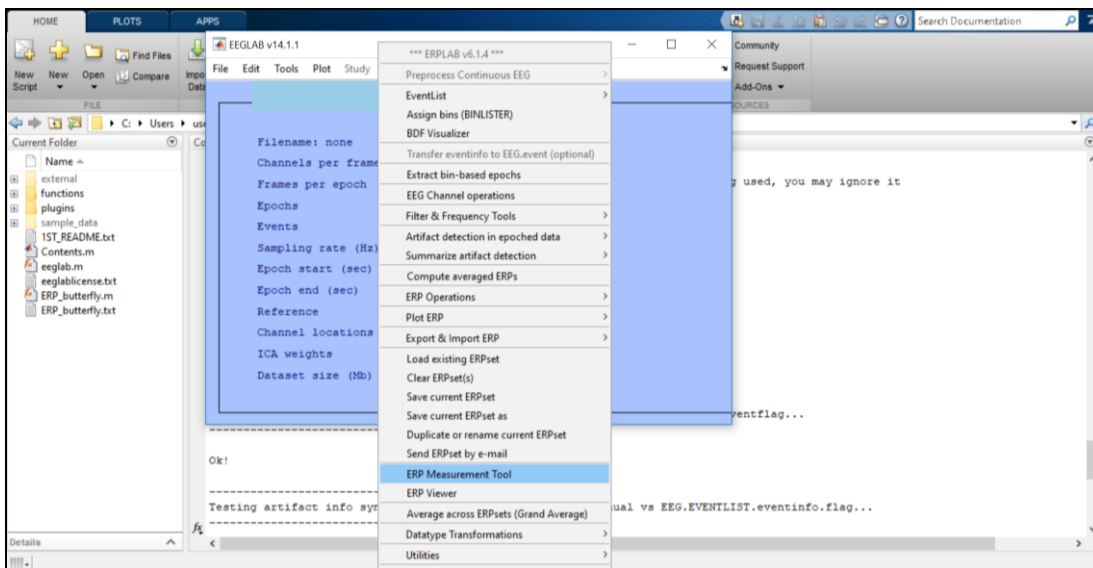 HOME PLOTS APPS
Search Documentation
New Script
New
Open
Find Files
Compare
Impo
Data
FILE
Community
Request Support
Add-Ons
OURCES
C: Users use
Current Folder
Name
external
functions
plugins
sample_data
1ST_README.txt
Contents.m
eeglab.m
eeglablicense.txt
ERP_butterfly.m
ERP_butterfly.txt
Details
Co
EEGLAB v14.1.1
File Edit Tools Plot Study
Filename: none
Channels per frame
Frames per epoch
Epochs
Events
Sampling rate (Hz)
Epoch start (sec)
Epoch end (sec)
Reference
Channel locations
ICA weights
Dataset size (Mb)
*** ERPLAB v6.1.4 ***
Preprocess Continuous EEG
EventList
Assign bins (BINLISTER)
BDF Visualizer
Transfer eventinfo to EEG.event (optional)
Extract bin-based epochs
EEG Channel operations
Filter & Frequency Tools
Artifact detection in epoched data
Summarize artifact detection
Compute averaged ERPs
ERP Operations
Plot ERP
Export & Import ERP
Load existing ERPset
Clear ERPset(s)
Save current ERPset
Save current ERPset as
Duplicate or rename current ERPset
Send ERPset by e-mail
ERP Measurement Tool
ERP Viewer
Average across ERPsets (Grand Average)
Datatype Transformations
Utilities
g used, you may ignore it
ventflag...
--------------------------------
Ok!
--------------------------------
Testing artifact info syn ual vs EEG.EVENTLIST.eventinfo.flag...
--------------------------------
fx